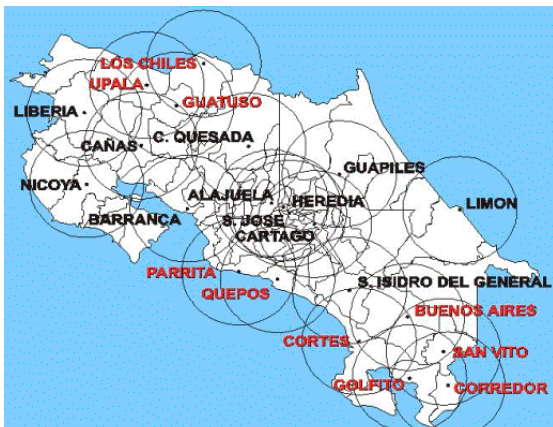 LOS CHILES
UPALA
GUATUSO
LIBERIA
C. QUESADA
CAÑAS
GUAPILES
NICOYA
ALAJUELA
HEREDIA
LIMON
BARRANCA
S. JOSE
CARTAGO
PARRITA
S. ISIDRO DEL GENERAL
QUEPOS
BUENOS AIRES
CORTES
SAN VITO
GOLFITO
CORREDOR